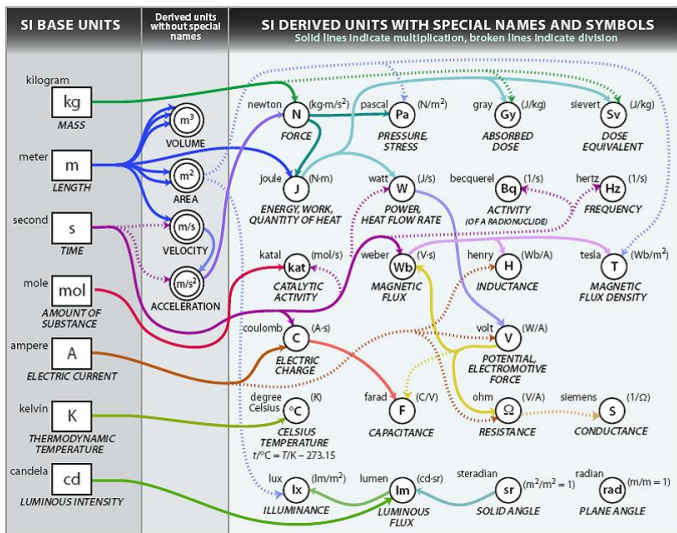 SI BASE UNITS
Derived units
without special
names
SI DERIVED UNITS WITH SPECIAL NAMES AND SYMBOLS
Solid lines indicate multiplication, broken lines indicate division
kilogram
kg
MASS
meter
m
LENGTH
second
s
TIME
mole
mol
AMOUNT OF
SUBSTANCE
ampere
A
ELECTRIC CURRENT
kelvin
K
THERMODYNAMIC
TEMPERATURE
candela
cd
LUMINOUS INTENSITY
m³
VOLUME
m²
AREA
m/s
VELOCITY
m/s²
ACCELERATION
newton
N
(kg·m/s²)
FORCE
pascal
Pa
(N/m²)
PRESSURE,
STRESS
gray
Gy
(J/kg)
ABSORBED
DOSE
sievert
Sv
(J/kg)
DOSE
EQUIVALENT
joule
J
(N·m)
ENERGY, WORK,
QUANTITY OF HEAT
watt
W
(J/s)
POWER,
HEAT FLOW RATE
becquerel
Bq
(1/s)
ACTIVITY
(OF A RADIONUCLIDE)
hertz
Hz
(1/s)
FREQUENCY
katal
kat
(mol/s)
CATALYTIC
ACTIVITY
weber
Wb
(V·s)
MAGNETIC
FLUX
henry
H
(Wb/A)
INDUCTANCE
tesla
T
(Wb/m²)
MAGNETIC
FLUX DENSITY
coulomb
C
(A·s)
ELECTRIC
CHARGE
volt
V
(W/A)
POTENTIAL,
ELECTROMOTIVE
FORCE
degree
Celsius
°C
(K)
CELSIUS
TEMPERATURE
t/°C = T/K – 273.15
farad
F
(C/V)
CAPACITANCE
ohm
Ω
(V/A)
RESISTANCE
siemens
S
(1/Ω)
CONDUCTANCE
lux
lx
(lm/m²)
ILLUMINANCE
lumen
lm
(cd·sr)
LUMINOUS
FLUX
steradian
sr
(m²/m² = 1)
SOLID ANGLE
radian
rad
(m/m = 1)
PLANE ANGLE